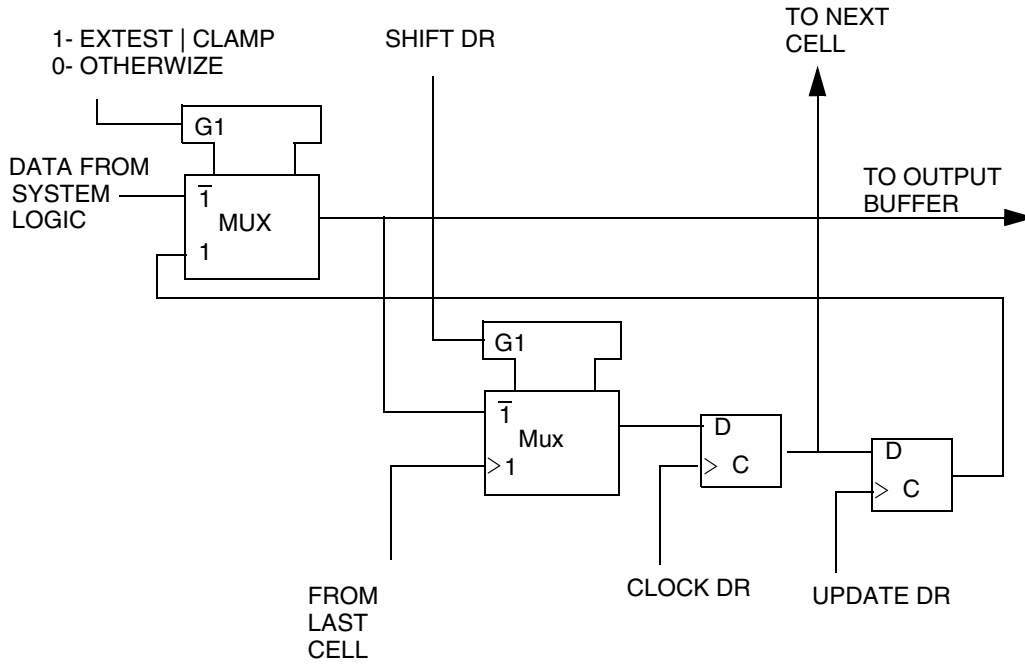 1- EXTEST | CLAMP
0- OTHERWIZE
SHIFT DR
TO NEXT
CELL
G1
DATA FROM
SYSTEM
LOGIC
1
MUX
1
TO OUTPUT
BUFFER
G1
1
Mux
1
D
C
D
C
FROM
LAST
CELL
CLOCK DR
UPDATE DR